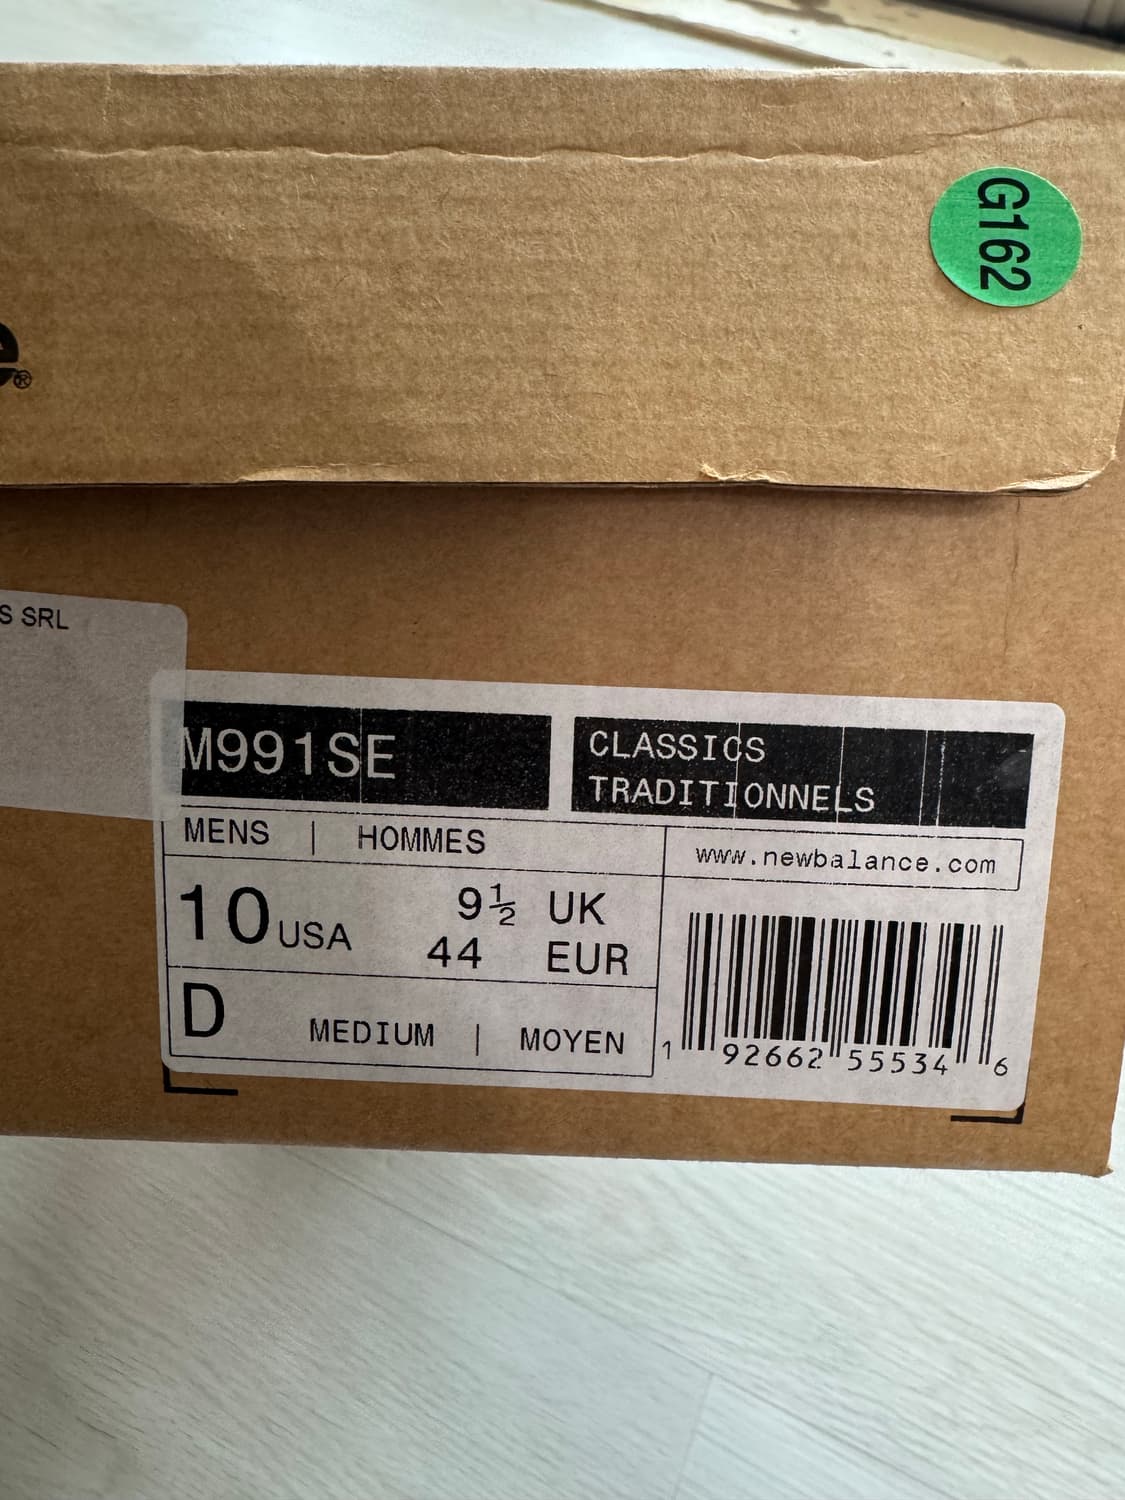 G162
®
S SRL
M991SE
CLASSICS
TRADITIONNELS
MENS | HOMMES
www.newbalance.com
10 USA 9½ UK
44 EUR
D MEDIUM | MOYEN
1 92662 55534 6